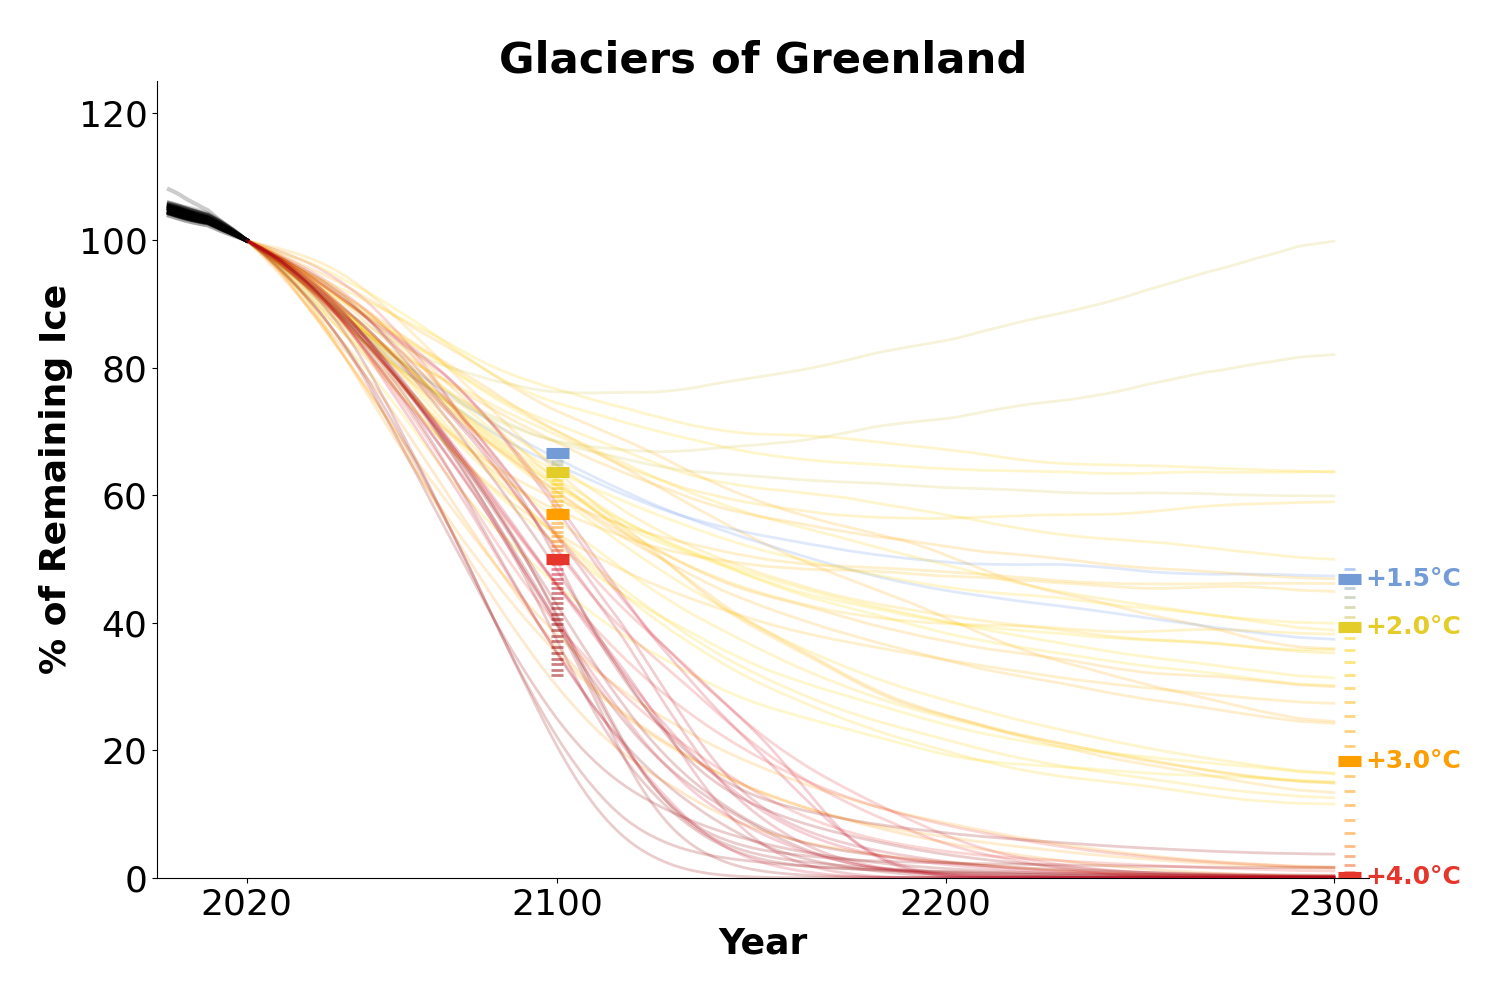 Glaciers of Greenland
% of Remaining Ice
120
100
80
60
40
20
0
+1.5°C
+2.0°C
+3.0°C
+4.0°C
2020
2100
2200
2300
Year